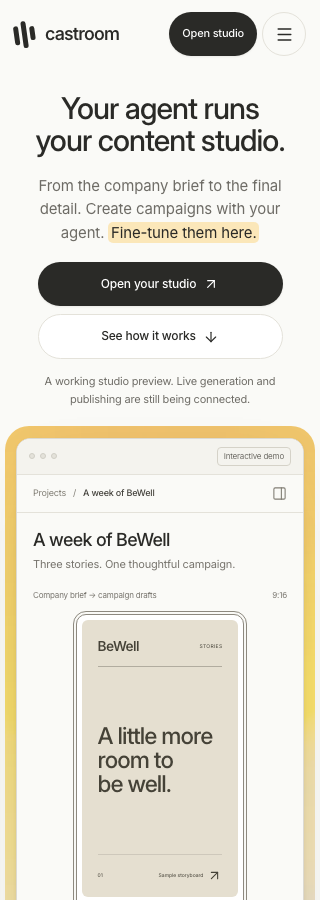 castroom
Open studio
Your agent runs
your content studio.
From the company brief to the final
detail. Create campaigns with your
agent. Fine-tune them here.
Open your studio
See how it works
A working studio preview. Live generation and
publishing are still being connected.
Interactive demo
Projects / A week of BeWell
A week of BeWell
Three stories. One thoughtful campaign.
Company brief → campaign drafts 9:16
BeWell STORIES
A little more
room to
be well.
01 Sample storyboard